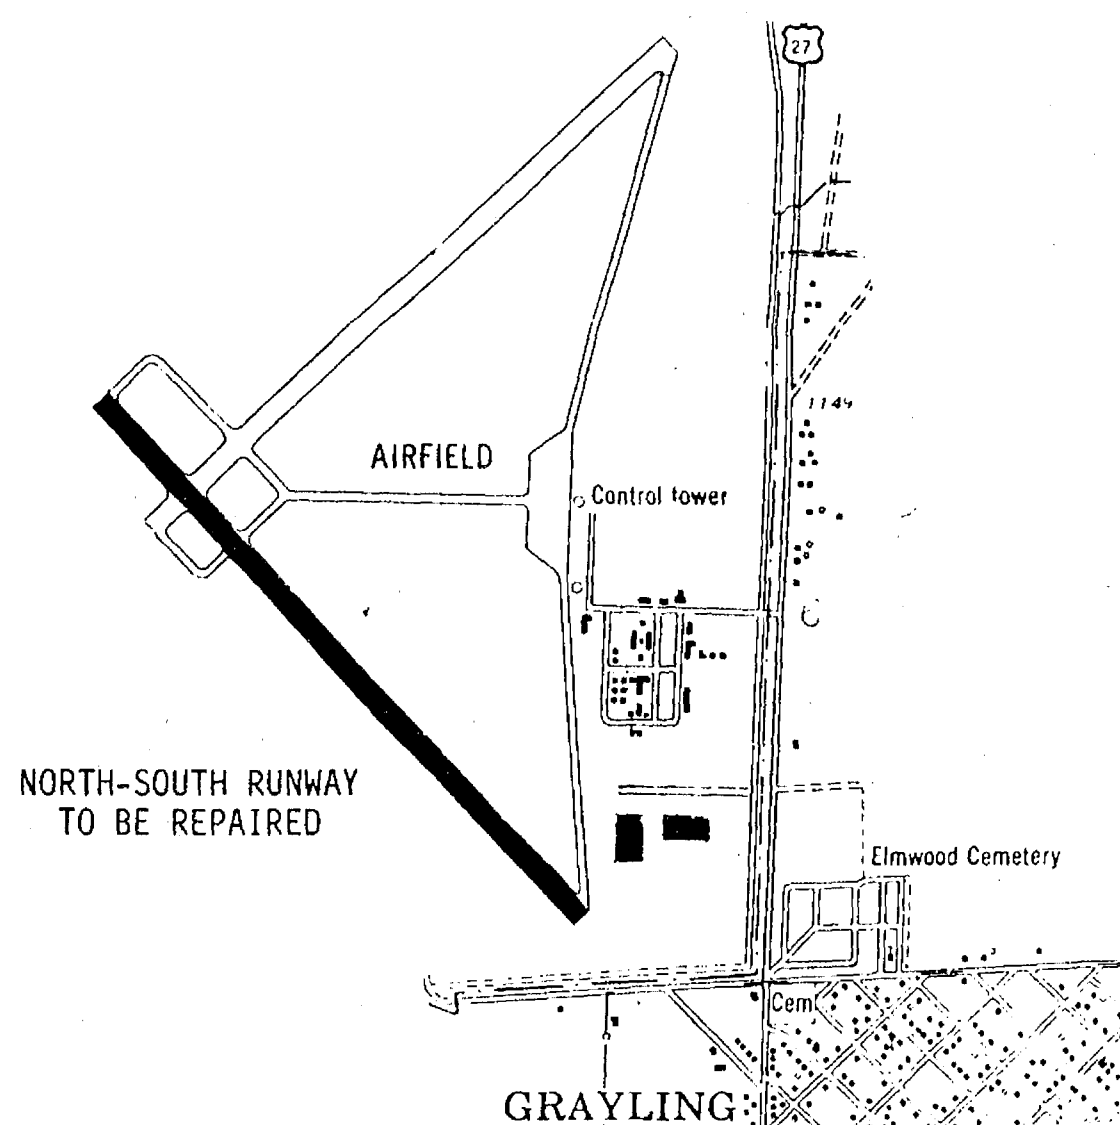 27
1149
AIRFIELD
Control tower
NORTH-SOUTH RUNWAY
TO BE REPAIRED
Elmwood Cemetery
Cem
GRAYLING